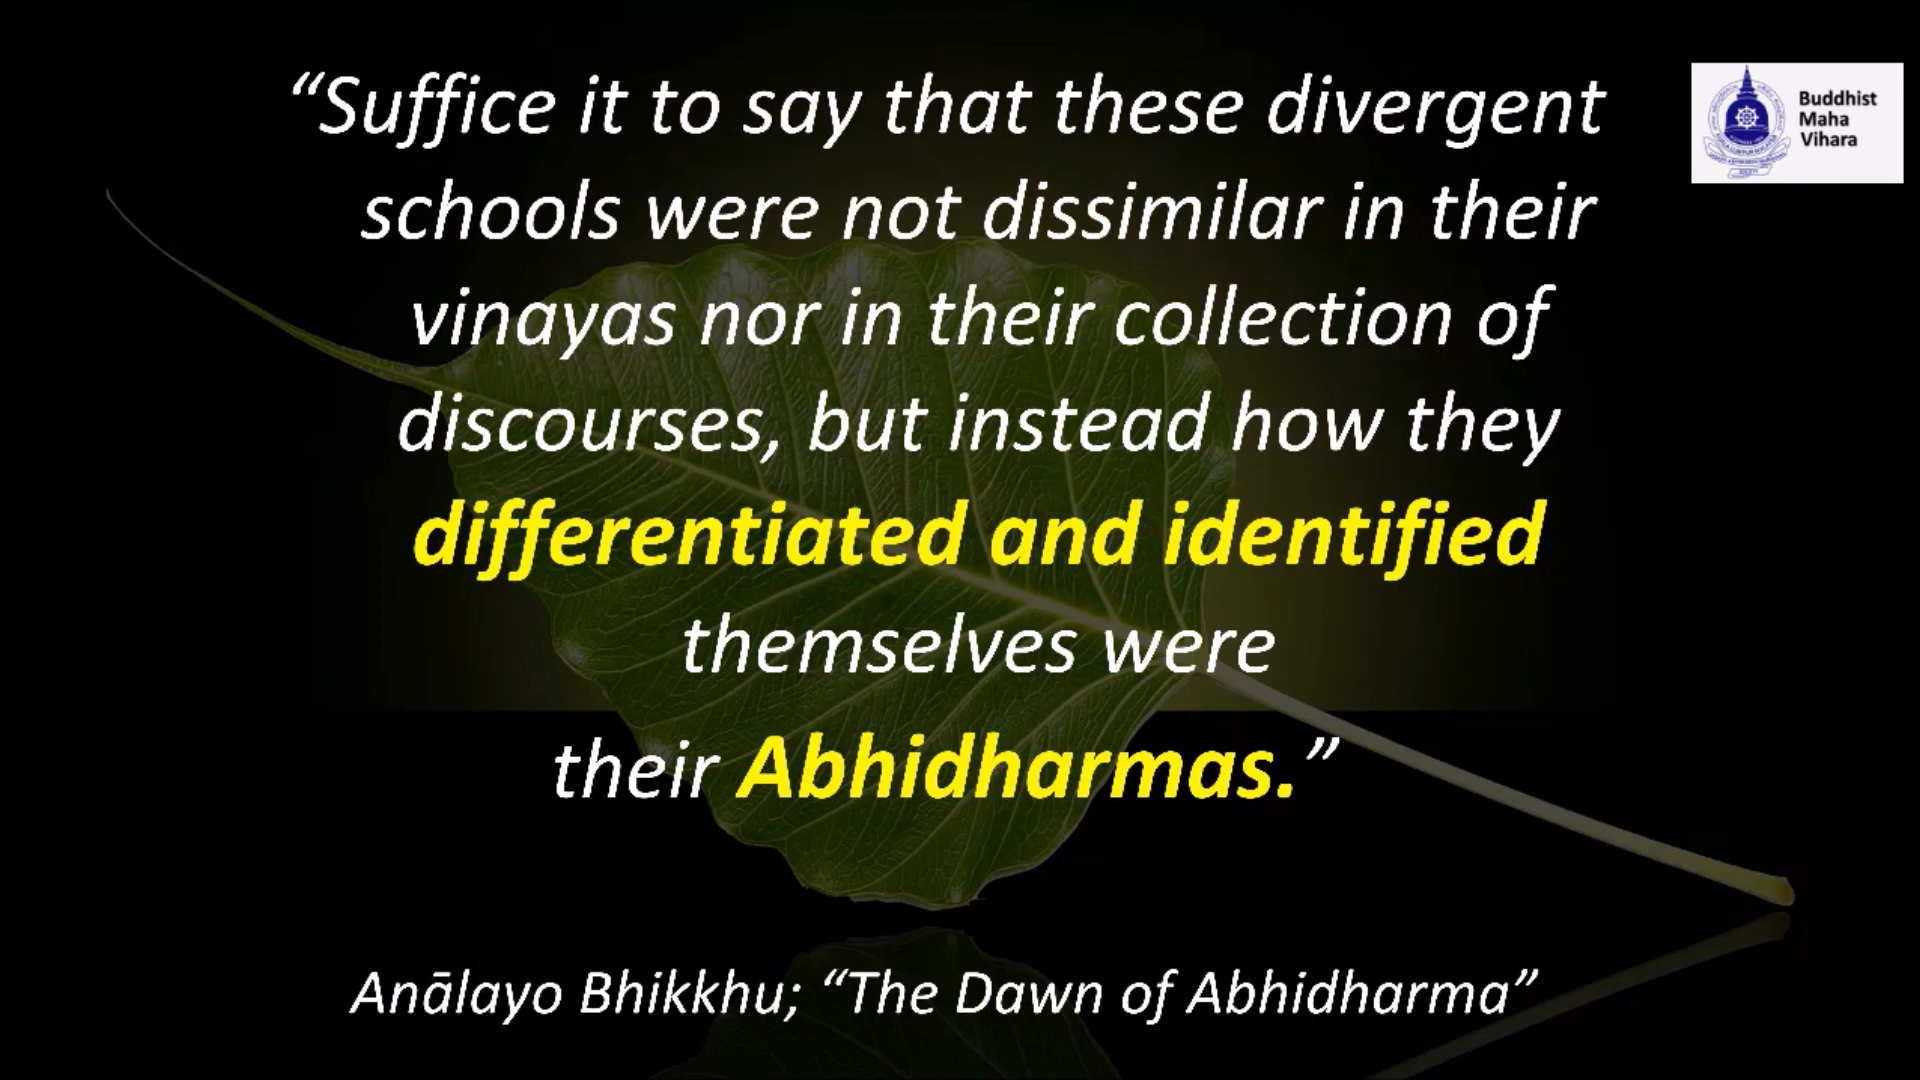 “Suffice it to say that these divergent
schools were not dissimilar in their
vinayas nor in their collection of
discourses, but instead how they
differentiated and identified
themselves were
their Abhidharmas.”
Anālayo Bhikkhu; “The Dawn of Abhidharma”
Buddhist
Maha
Vihara